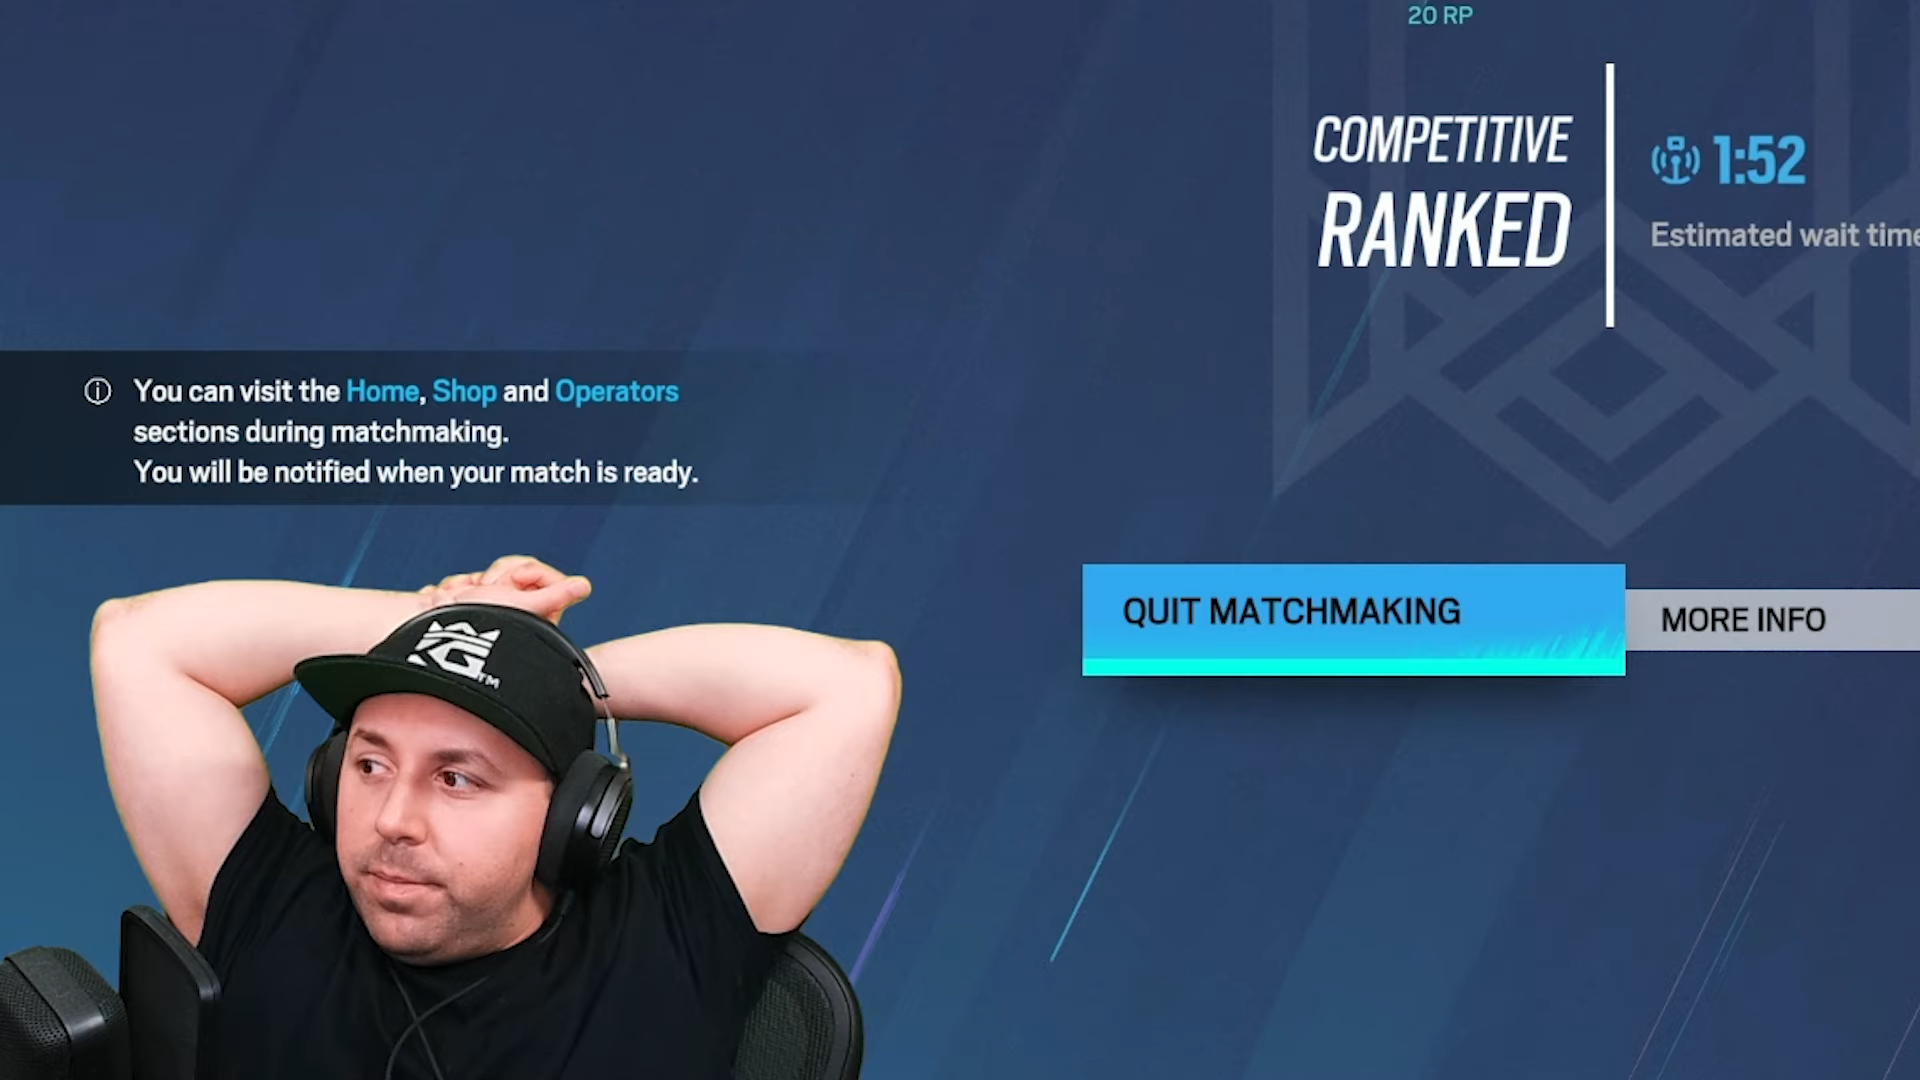 20 RP
COMPETITIVE
RANKED
1:52
Estimated wait time
You can visit the Home, Shop and Operators
sections during matchmaking.
You will be notified when your match is ready.
QUIT MATCHMAKING
MORE INFO
KG™